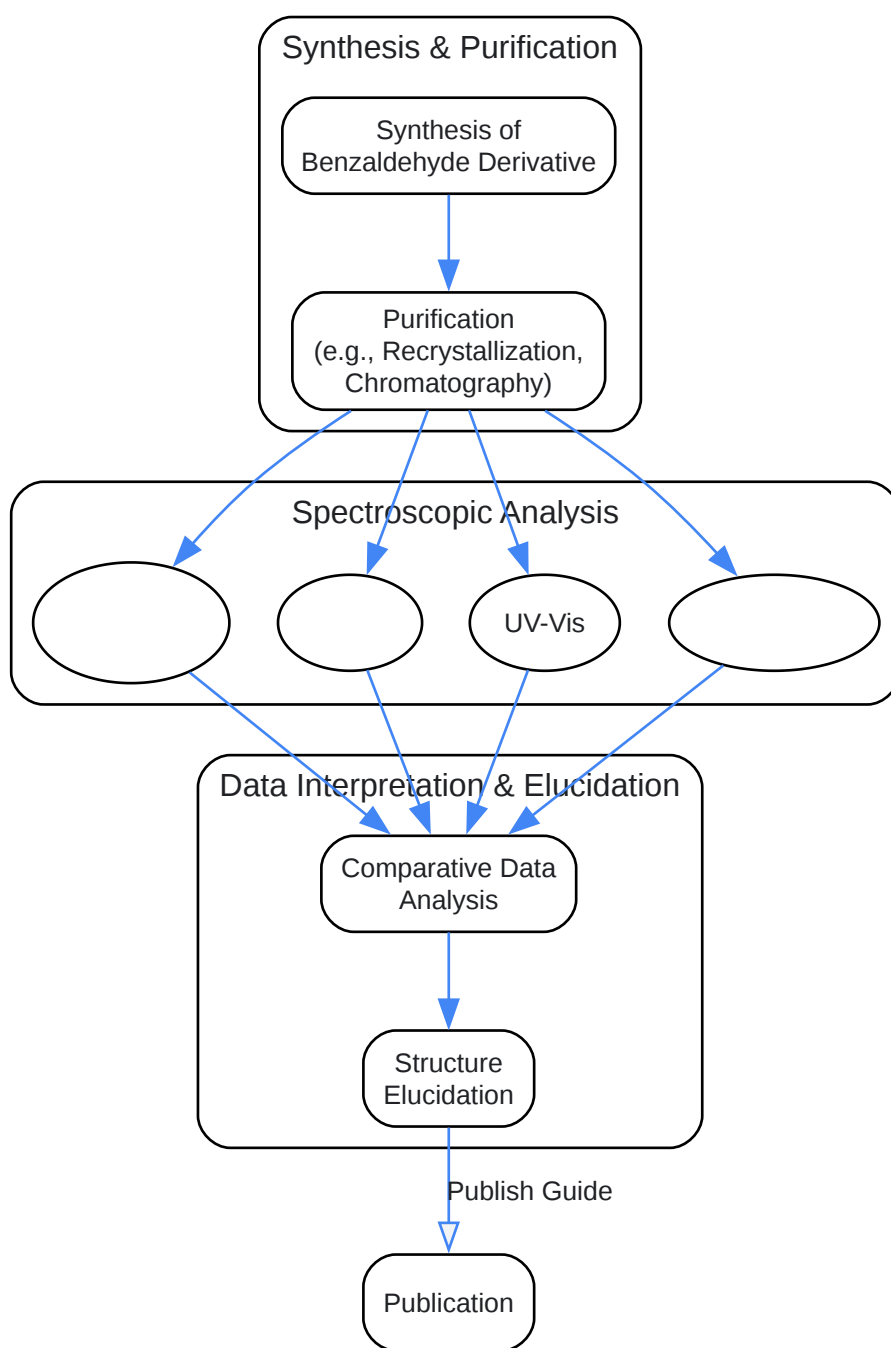 Synthesis & Purification
Synthesis of
Benzaldehyde Derivative
Purification
(e.g., Recrystallization,
Chromatography)
Spectroscopic Analysis
UV-Vis
Data Interpretation & Elucidation
Comparative Data
Analysis
Structure
Elucidation
Publish Guide
Publication